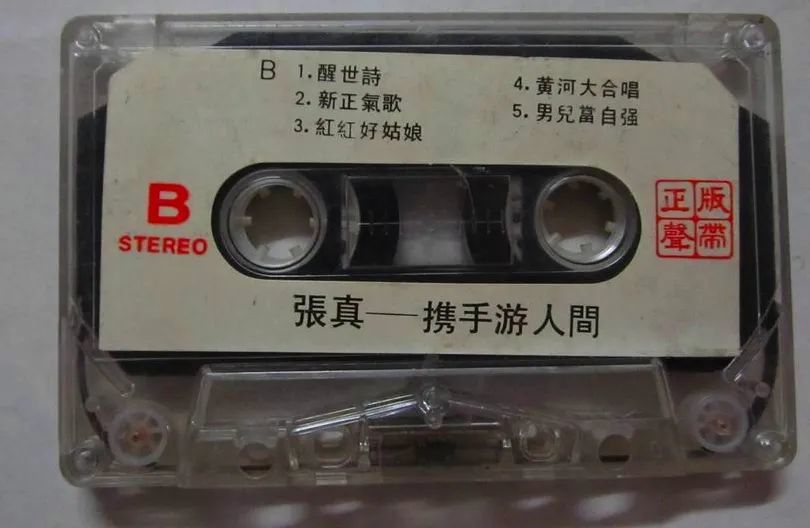 B
1.醒世詩
2.新正氣歌
3.紅紅好姑娘
4.黄河大合唱
5.男兒當自强
B
STEREO
正版
聲帶
張真——携手游人間